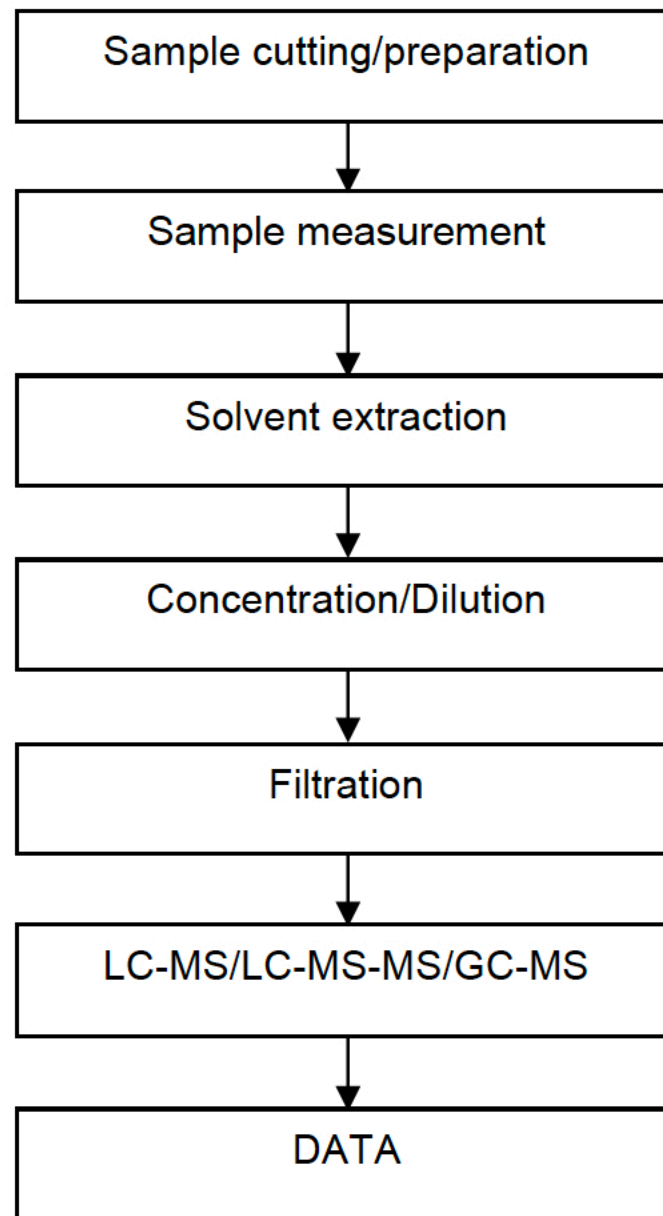 Sample cutting/preparation
Sample measurement
Solvent extraction
Concentration/Dilution
Filtration
LC-MS/LC-MS-MS/GC-MS
DATA